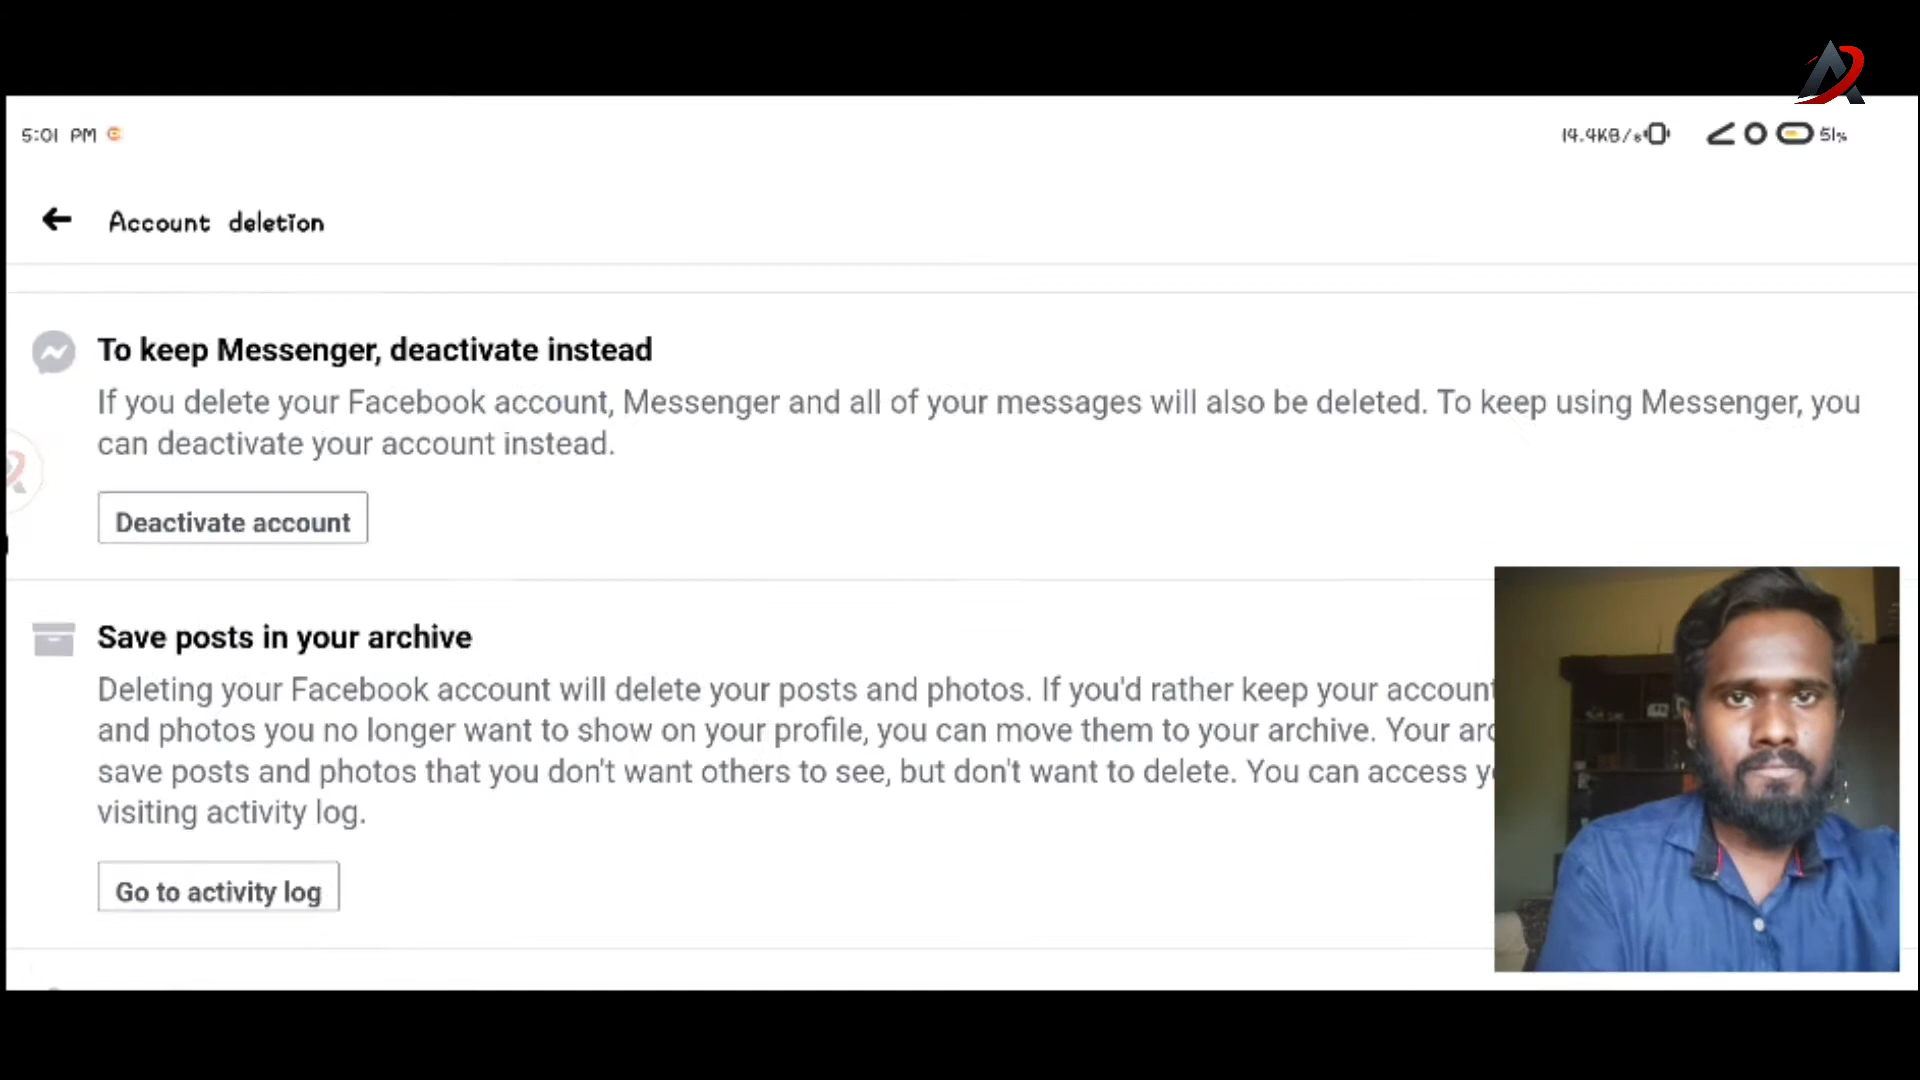 5:01 PM
14.4KB/s
51%
Account deletion
To keep Messenger, deactivate instead
If you delete your Facebook account, Messenger and all of your messages will also be deleted. To keep using Messenger, you
can deactivate your account instead.
Deactivate account
Save posts in your archive
Deleting your Facebook account will delete your posts and photos. If you'd rather keep your account
and photos you no longer want to show on your profile, you can move them to your archive. Your
save posts and photos that you don't want others to see, but don't want to delete. You can access
visiting activity log.
Go to activity log